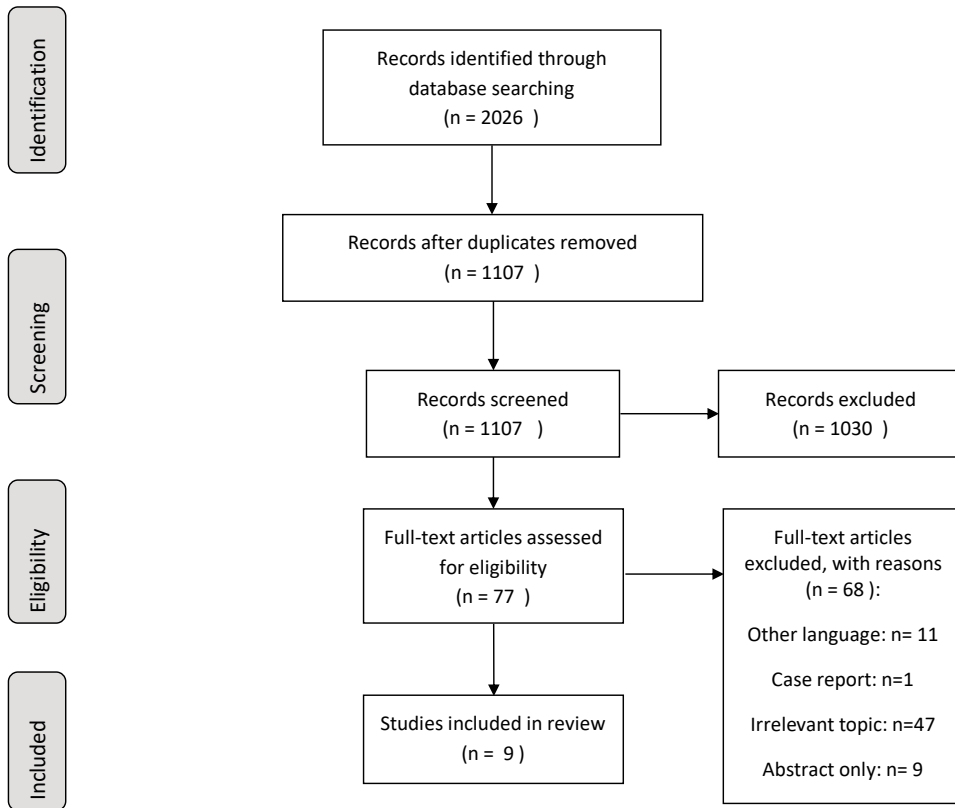 Identification
Records identified through
database searching
(n = 2026  )
Records after duplicates removed
(n = 1107  )
Screening
Records screened
(n = 1107   )
Records excluded
(n = 1030  )
Eligibility
Full-text articles assessed
for eligibility
(n = 77   )
Full-text articles
excluded, with reasons
(n = 68 ):
Other language: n= 11
Case report: n=1
Irrelevant topic: n=47
Abstract only: n= 9
Included
Studies included in review
(n =  9 )